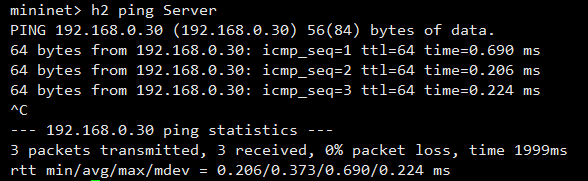 mininet> h2 ping Server
PING 192.168.0.30 (192.168.0.30) 56(84) bytes of data.
64 bytes from 192.168.0.30: icmp_seq=1 ttl=64 time=0.690 ms
64 bytes from 192.168.0.30: icmp_seq=2 ttl=64 time=0.206 ms
64 bytes from 192.168.0.30: icmp_seq=3 ttl=64 time=0.224 ms
^C
--- 192.168.0.30 ping statistics ---
3 packets transmitted, 3 received, 0% packet loss, time 1999ms
rtt min/avg/max/mdev = 0.206/0.373/0.690/0.224 ms